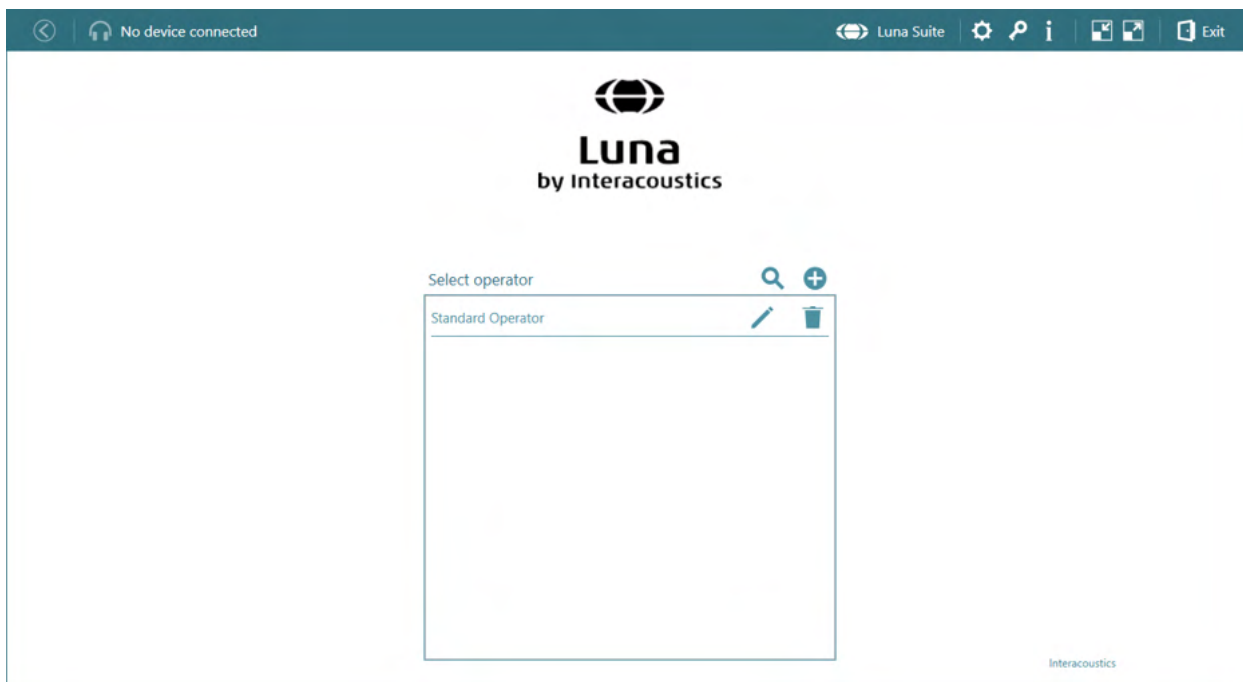 No device connected
Luna Suite
Exit
Luna
by Interacoustics
Select operator
Standard Operator
Interacoustics